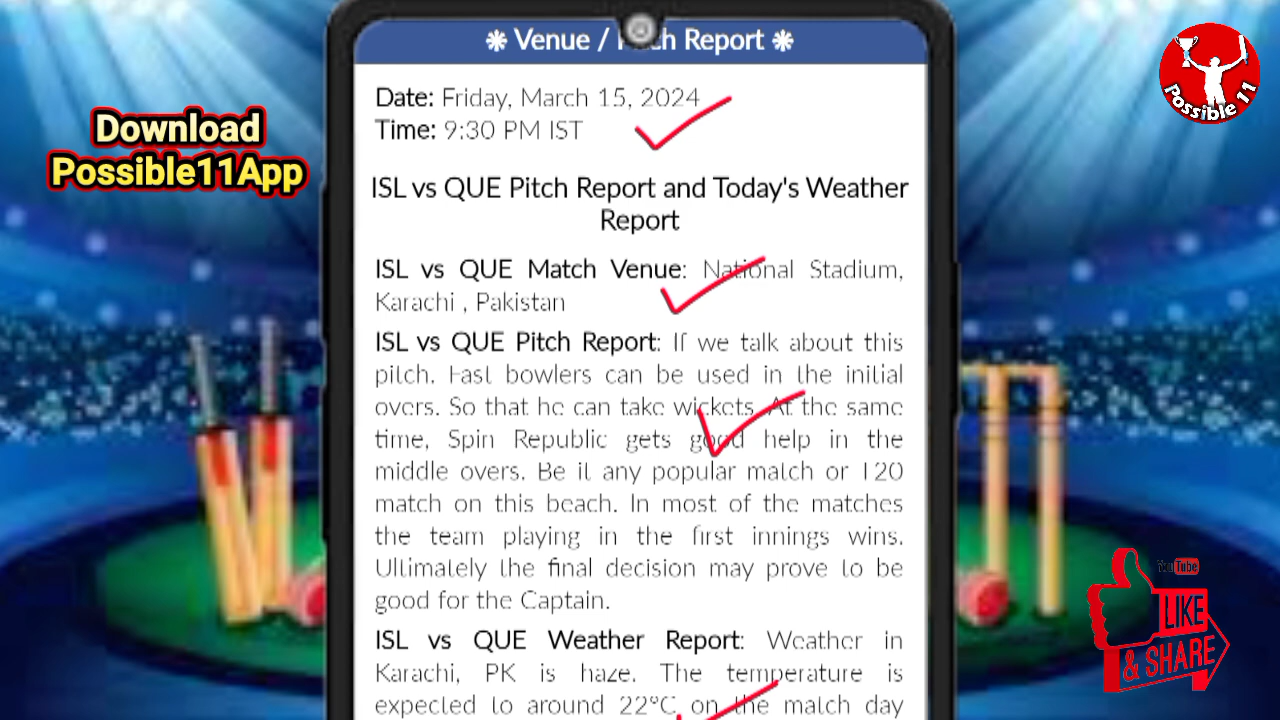 ❋ Venue / Pitch Report ❋
Date: Friday, March 15, 2024
Time: 9:30 PM IST
ISL vs QUE Pitch Report and Today's Weather
Report
ISL vs QUE Match Venue: National Stadium,
Karachi , Pakistan
ISL vs QUE Pitch Report: If we talk about this
pitch. Fast bowlers can be used in the initial
overs. So that he can take wickets. At the same
time, Spin Republic gets good help in the
middle overs. Be it any popular match or T20
match on this beach. In most of the matches
the team playing in the first innings wins.
Ultimately the final decision may prove to be
good for the Captain.
ISL vs QUE Weather Report: Weather in
Karachi, PK is haze. The temperature is
expected to around 22°C on the match day
Download
Possible11App
Possible 11
YouTube
LIKE
& SHARE